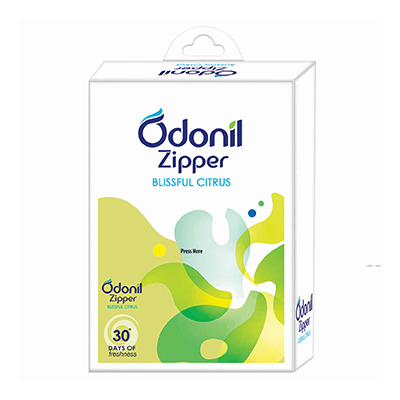 Odonil
Zipper
BLISSFUL CITRUS
Press Here
Odonil
Zipper
BLISSFUL CITRUS
30*
DAYS OF
freshness
Odonil
Zipper
BLISSFUL CITRUS